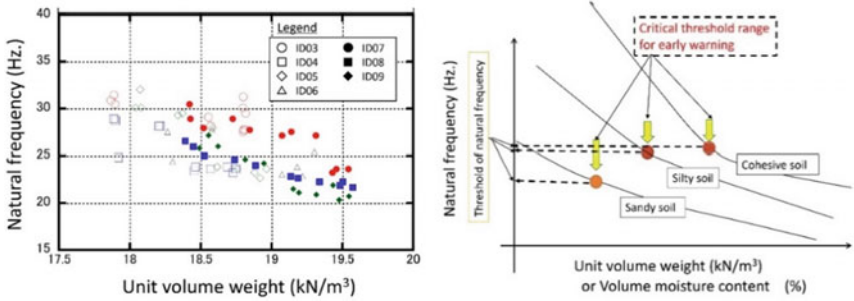 Natural frequency (Hz.)
35
30
25
20
15
17.5
18
18.5
19
19.5
20
Unit volume weight (kN/m³)
Legend
ID03
ID04
ID05
ID06
ID07
ID08
ID09
Critical threshold range
for early warning
Natural frequency (Hz.)
Threshold of natural frequency
Cohesive soil
Silty soil
Sandy soil
Unit volume weight (kN/m³)
or Volume moisture content (%)